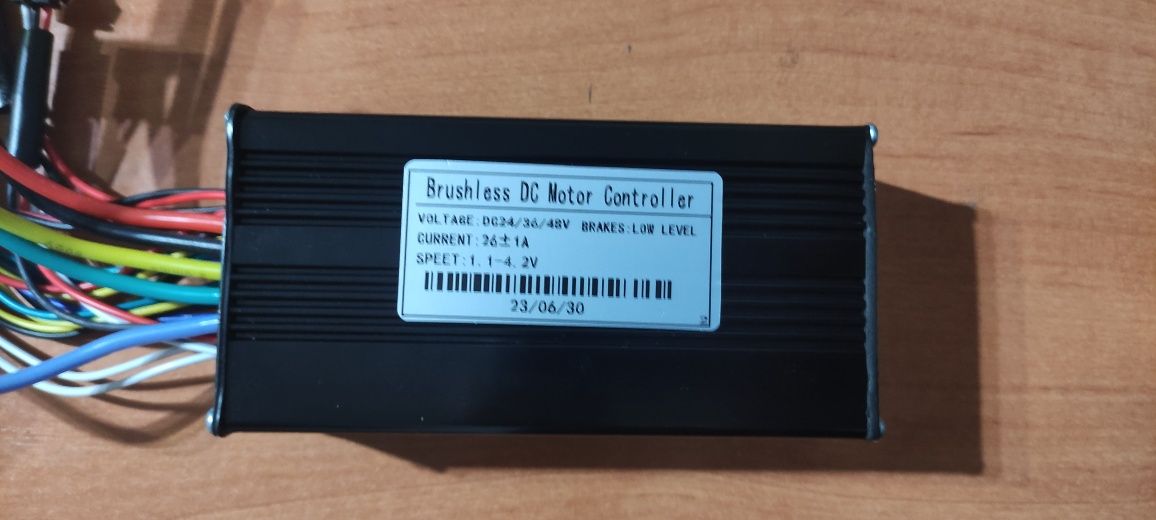 Brushless DC Motor Controller
VOLTAGE:DC24/36/48V BRAKES:LOW LEVEL
CURRENT:26±1A
SPEET:1.1-4.2V
23/06/30